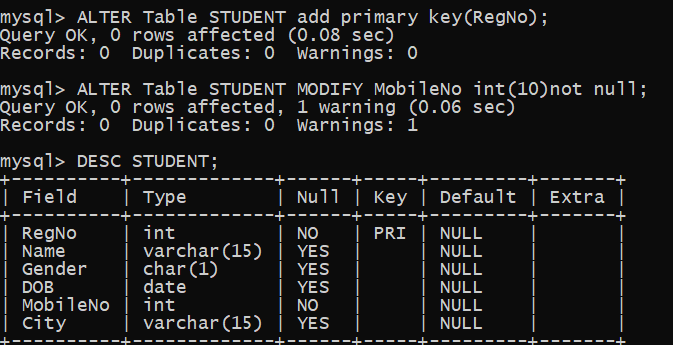 mysql> ALTER Table STUDENT add primary key(RegNo);
Query OK, 0 rows affected (0.08 sec)
Records: 0  Duplicates: 0  Warnings: 0

mysql> ALTER Table STUDENT MODIFY MobileNo int(10)not null;
Query OK, 0 rows affected, 1 warning (0.06 sec)
Records: 0  Duplicates: 0  Warnings: 1

mysql> DESC STUDENT;
+----------+-------------+------+-----+---------+-------+
| Field    | Type        | Null | Key | Default | Extra |
+----------+-------------+------+-----+---------+-------+
| RegNo    | int         | NO   | PRI | NULL    |       |
| Name     | varchar(15) | YES  |     | NULL    |       |
| Gender   | char(1)     | YES  |     | NULL    |       |
| DOB      | date        | YES  |     | NULL    |       |
| MobileNo | int         | NO   |     | NULL    |       |
| City     | varchar(15) | YES  |     | NULL    |       |
+----------+-------------+------+-----+---------+-------+